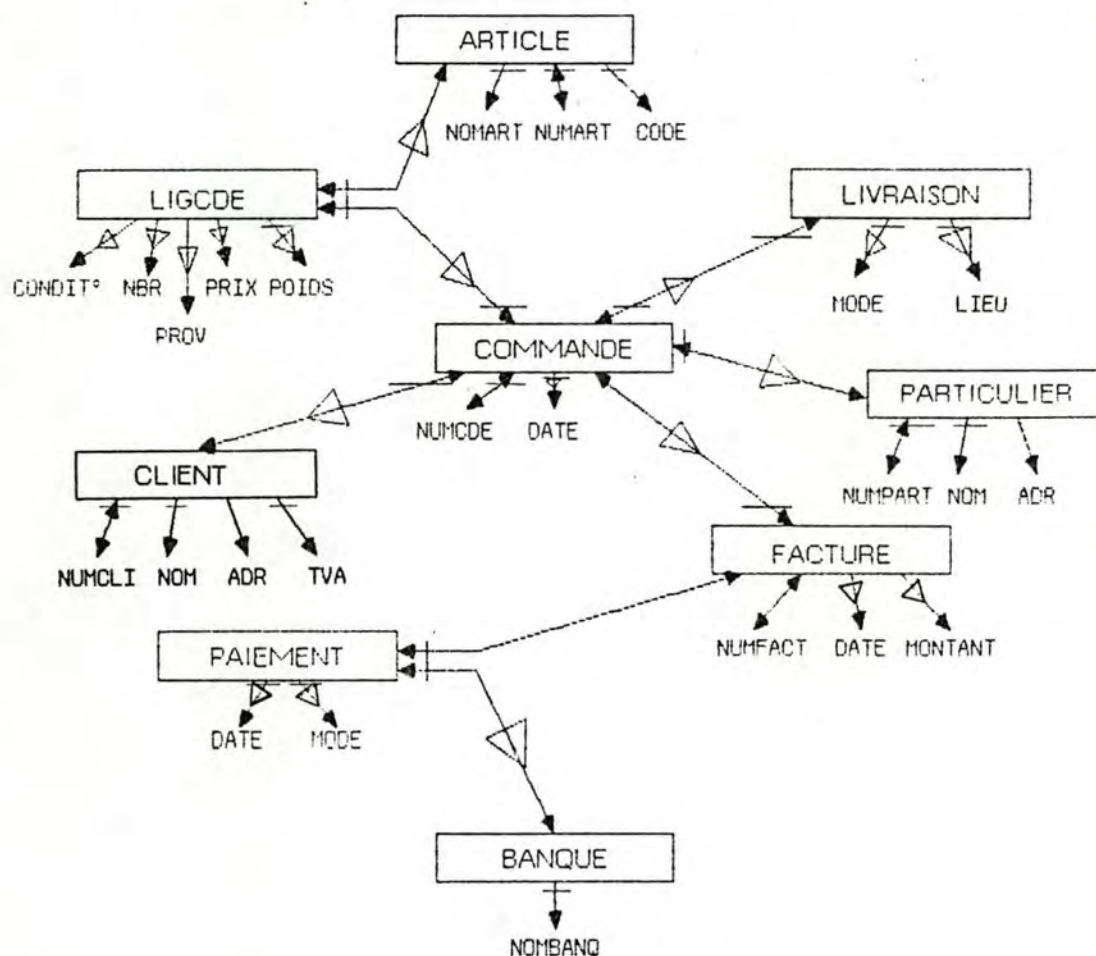 ARTICLE
NOMART NUMART CODE
LIGCDE
LIVRAISON
CONDIT° NBR PRIX POIDS
PROV
MODE LIEU
COMMANDE
PARTICULIER
NUMCDE DATE
CLIENT
NUMPART NOM ADR
FACTURE
NUMCLI NOM ADR TVA
PAIEMENT
NUMFACT DATE MONTANT
DATE MODE
BANQUE
NOMBANQ